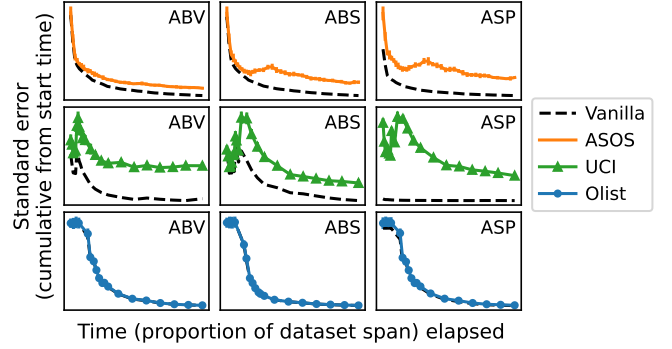 ABV
ABS
ASP
ABV
ABS
ASP
ABV
ABS
ASP
Standard error
(cumulative from start time)
Time (proportion of dataset span) elapsed
Vanilla
ASOS
UCI
Olist